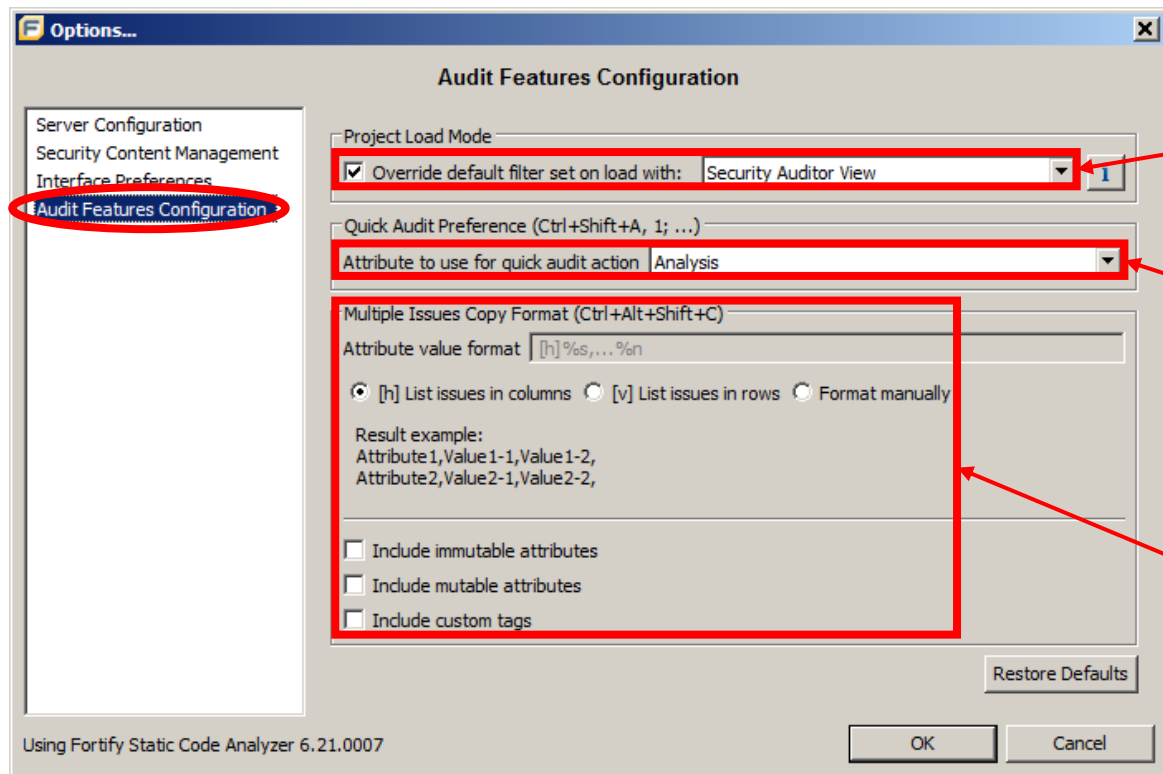 Options...
Audit Features Configuration
Server Configuration
Security Content Management
Interface Preferences
Audit Features Configuration
Project Load Mode
Override default filter set on load with: Security Auditor View
i
Quick Audit Preference (Ctrl+Shift+A, 1; ...)
Attribute to use for quick audit action Analysis
Multiple Issues Copy Format (Ctrl+Alt+Shift+C)
Attribute value format [h]%s,...%n
[h] List issues in columns [v] List issues in rows Format manually
Result example:
Attribute1,Value1-1,Value1-2,
Attribute2,Value2-1,Value2-2,
Include immutable attributes
Include mutable attributes
Include custom tags
Restore Defaults
Using Fortify Static Code Analyzer 6.21.0007
OK Cancel